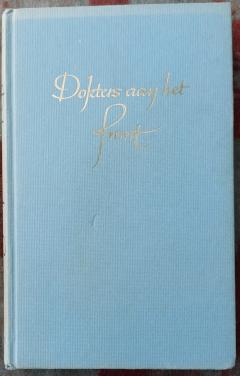 Dokters aan het
front